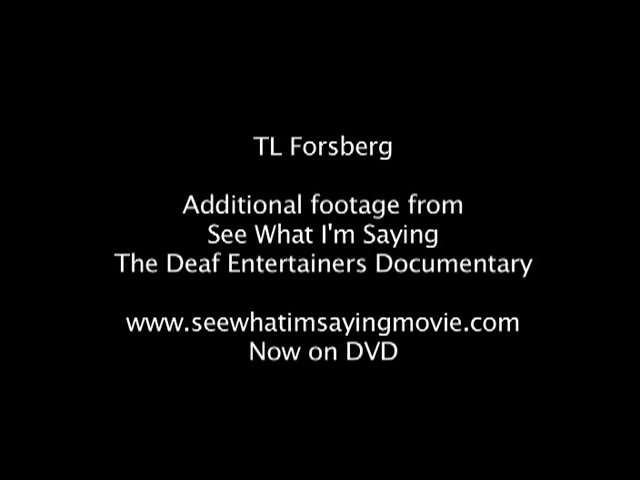 TL Forsberg
Additional footage from
See What I'm Saying
The Deaf Entertainers Documentary
www.seewhatimsayingmovie.com
Now on DVD